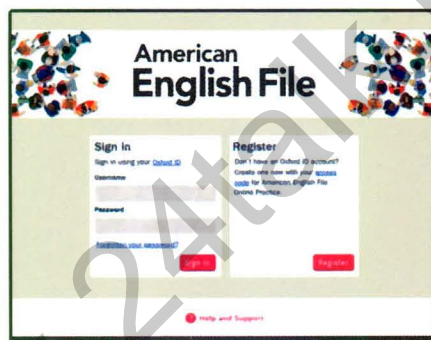 American
English File
Sign in
Sign in using your Oxford ID
Username
Password
Forgotten your password?
Sign in
Register
Don't have an Oxford ID account?
Create one now with your access
code for American English File
Online Practice.
Register
Help and Support
24talk